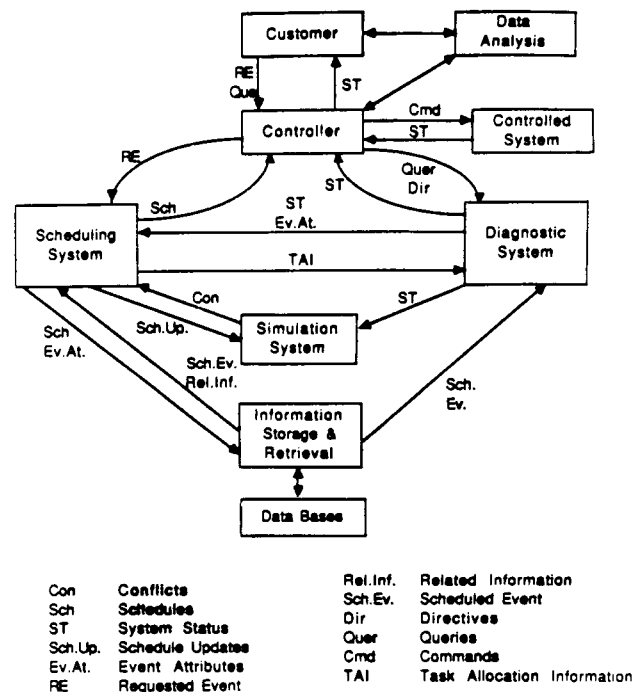 Customer
Data
Analysis
RE
Que
ST
Cmd
Controller
ST
Controlled
System
RE
Quer
Dir
ST
Sch
ST
Ev.At.
Scheduling
System
Diagnostic
System
TAI
Con
ST
Sch.Up.
Simulation
System
Sch
Ev.At.
Sch.Ev.
Rel.Inf.
Sch.
Ev.
Information
Storage &
Retrieval
Data Bases
Con Conflicts
Sch Schedules
ST System Status
Sch.Up. Schedule Updates
Ev.At. Event Attributes
RE Requested Event
Rel.Inf. Related Information
Sch.Ev. Scheduled Event
Dir Directives
Quer Queries
Cmd Commands
TAI Task Allocation Information